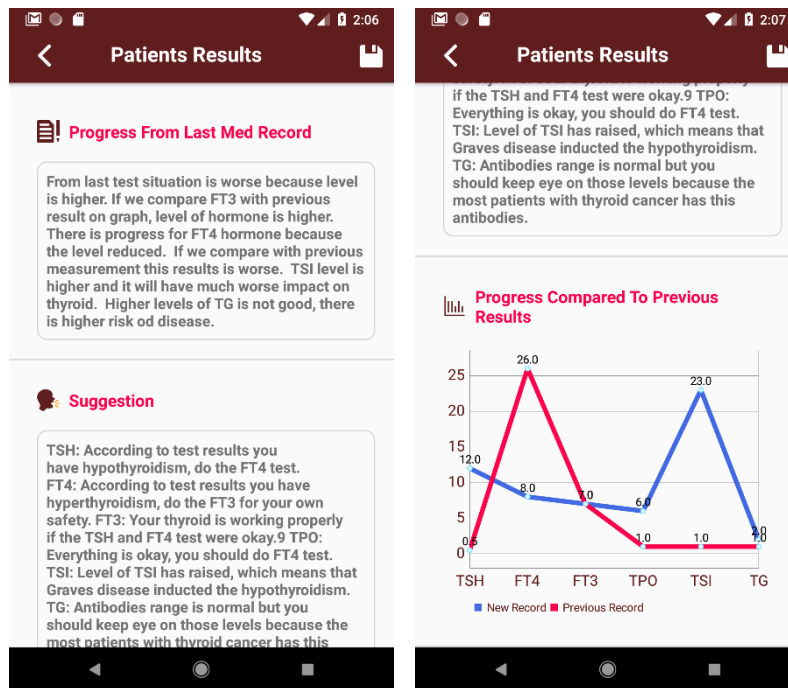 2:06
Patients Results
Progress From Last Med Record
From last test situation is worse because level
is higher. If we compare FT3 with previous
result on graph, level of hormone is higher.
There is progress for FT4 hormone because
the level reduced.  If we compare with previous
measurement this results is worse.  TSI level is
higher and it will have much worse impact on
thyroid.  Higher levels of TG is not good, there
is higher risk od disease.
Suggestion
TSH: According to test results you
have hypothyroidism, do the FT4 test.
FT4: According to test results you have
hyperthyroidism, do the FT3 for your own
safety. FT3: Your thyroid is working properly
if the TSH and FT4 test were okay.9 TPO:
Everything is okay, you should do FT4 test.
TSI: Level of TSI has raised, which means that
Graves disease inducted the hypothyroidism.
TG: Antibodies range is normal but you
should keep eye on those levels because the
most patients with thyroid cancer has this
2:07
Patients Results
safety. FT3: Your thyroid is working properly
if the TSH and FT4 test were okay.9 TPO:
Everything is okay, you should do FT4 test.
TSI: Level of TSI has raised, which means that
Graves disease inducted the hypothyroidism.
TG: Antibodies range is normal but you
should keep eye on those levels because the
most patients with thyroid cancer has this
antibodies.
Progress Compared To Previous
Results
26.0
25
23.0
20
15
12.0
10
8.0
7.0
6.0
5
2.0
0.5
1.0
1.0
1.0
0
TSH FT4 FT3 TPO TSI TG
New Record Previous Record